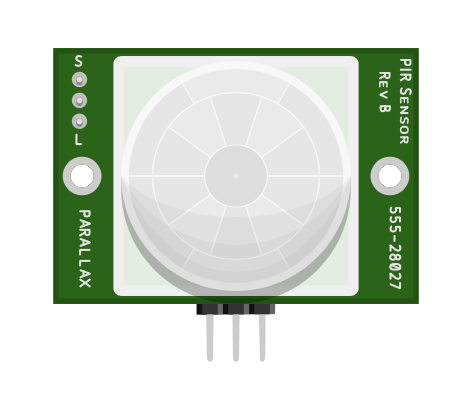 S
L
PARALLAX
PIR SENSOR
REV B
555-28027